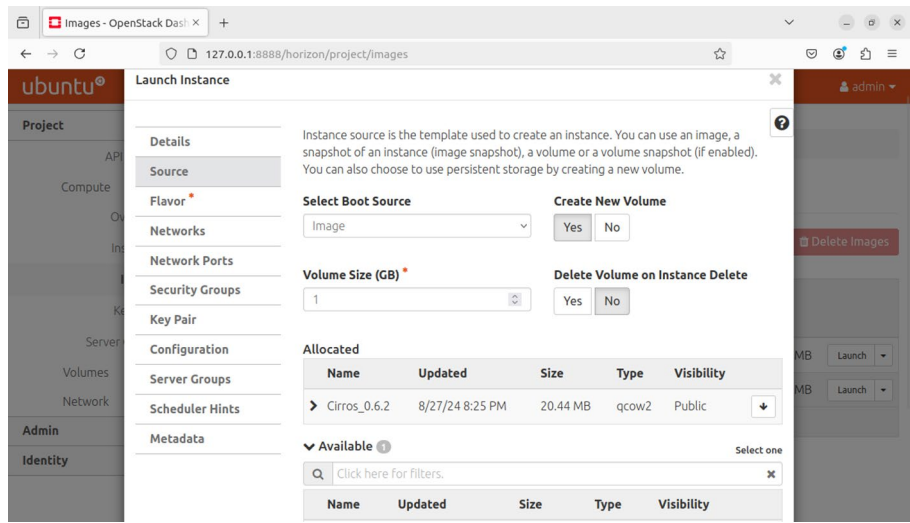 Images - OpenStack Dash
127.0.0.1:8888/horizon/project/images
ubuntu®
Launch Instance
admin
Project
API
Compute
Ov
Ins
I
Ke
Server
Volumes
Network
Admin
Identity
Details
Source
Flavor *
Networks
Network Ports
Security Groups
Key Pair
Configuration
Server Groups
Scheduler Hints
Metadata
Instance source is the template used to create an instance. You can use an image, a
snapshot of an instance (image snapshot), a volume or a volume snapshot (if enabled).
You can also choose to use persistent storage by creating a new volume.
Select Boot Source Create New Volume
Image Yes No
Volume Size (GB) * Delete Volume on Instance Delete
1 Yes No
Allocated
Name Updated Size Type Visibility
Cirros_0.6.2 8/27/24 8:25 PM 20.44 MB qcow2 Public
Available 1 Select one
Click here for filters.
Name Updated Size Type Visibility
Delete Images
MB Launch
MB Launch